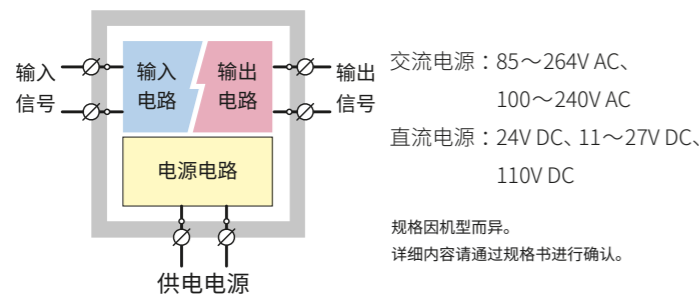 输入
信号
输入
电路
输出
电路
输出
信号
电源电路
供电电源
交流电源：85～264V AC、
100～240V AC
直流电源：24V DC、11～27V DC、
110V DC
规格因机型而异。
详细内容请通过规格书进行确认。